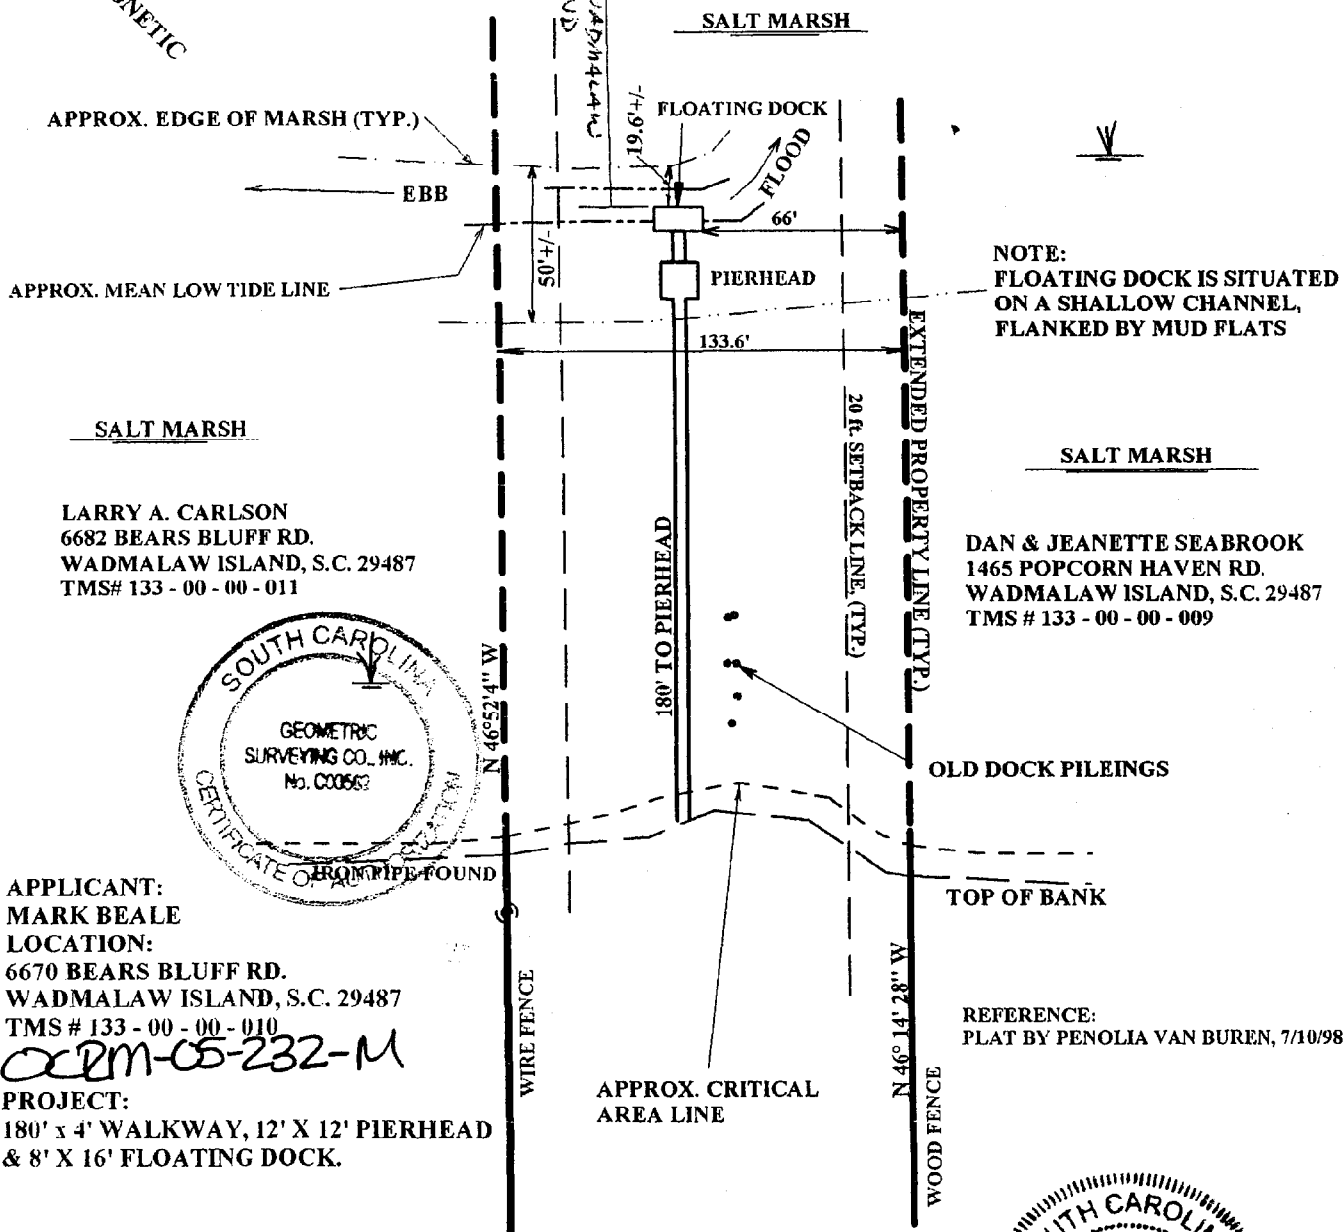 SALT MARSH
APPROX. EDGE OF MARSH (TYP.)
19.6'+/-
FLOATING DOCK
FLOOD
EBB
66'
50'+/-
PIERHEAD
APPROX. MEAN LOW TIDE LINE
NOTE:
FLOATING DOCK IS SITUATED
ON A SHALLOW CHANNEL,
FLANKED BY MUD FLATS
133.6'
EXTENDED PROPERTY LINE (TYP.)
20 ft. SETBACK LINE, (TYP.)
SALT MARSH
SALT MARSH
LARRY A. CARLSON
6682 BEARS BLUFF RD.
WADMALAW ISLAND, S.C. 29487
TMS# 133 - 00 - 00 - 011
DAN & JEANETTE SEABROOK
1465 POPCORN HAVEN RD.
WADMALAW ISLAND, S.C. 29487
TMS # 133 - 00 - 00 - 009
180' TO PIERHEAD
SOUTH CAROLINA
GEOMETRIC
SURVEYING CO., INC.
CERTIFICATE OF AUTHORIZATION
N 46°52'4" W
OLD DOCK PILEINGS
IRON PIPE FOUND
TOP OF BANK
APPLICANT:
MARK BEALE
LOCATION:
6670 BEARS BLUFF RD.
WADMALAW ISLAND, S.C. 29487
TMS # 133 - 00 - 00 - 010
OCRM-05-232-M
PROJECT:
180' x 4' WALKWAY, 12' X 12' PIERHEAD
& 8' X 16' FLOATING DOCK.
WIRE FENCE
APPROX. CRITICAL
AREA LINE
N 46° 14' 28" W
WOOD FENCE
REFERENCE:
PLAT BY PENOLIA VAN BUREN, 7/10/98